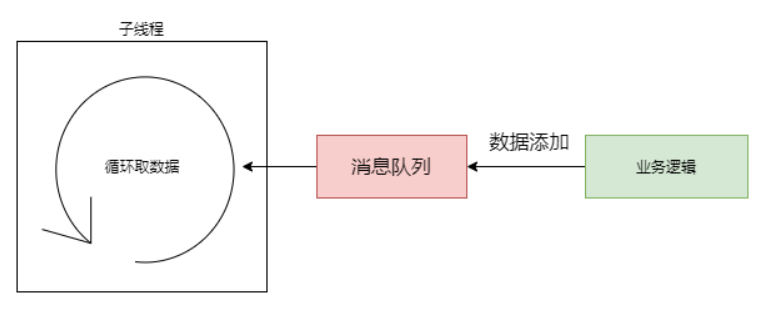 子线程
循环取数据
消息队列
数据添加
业务逻辑